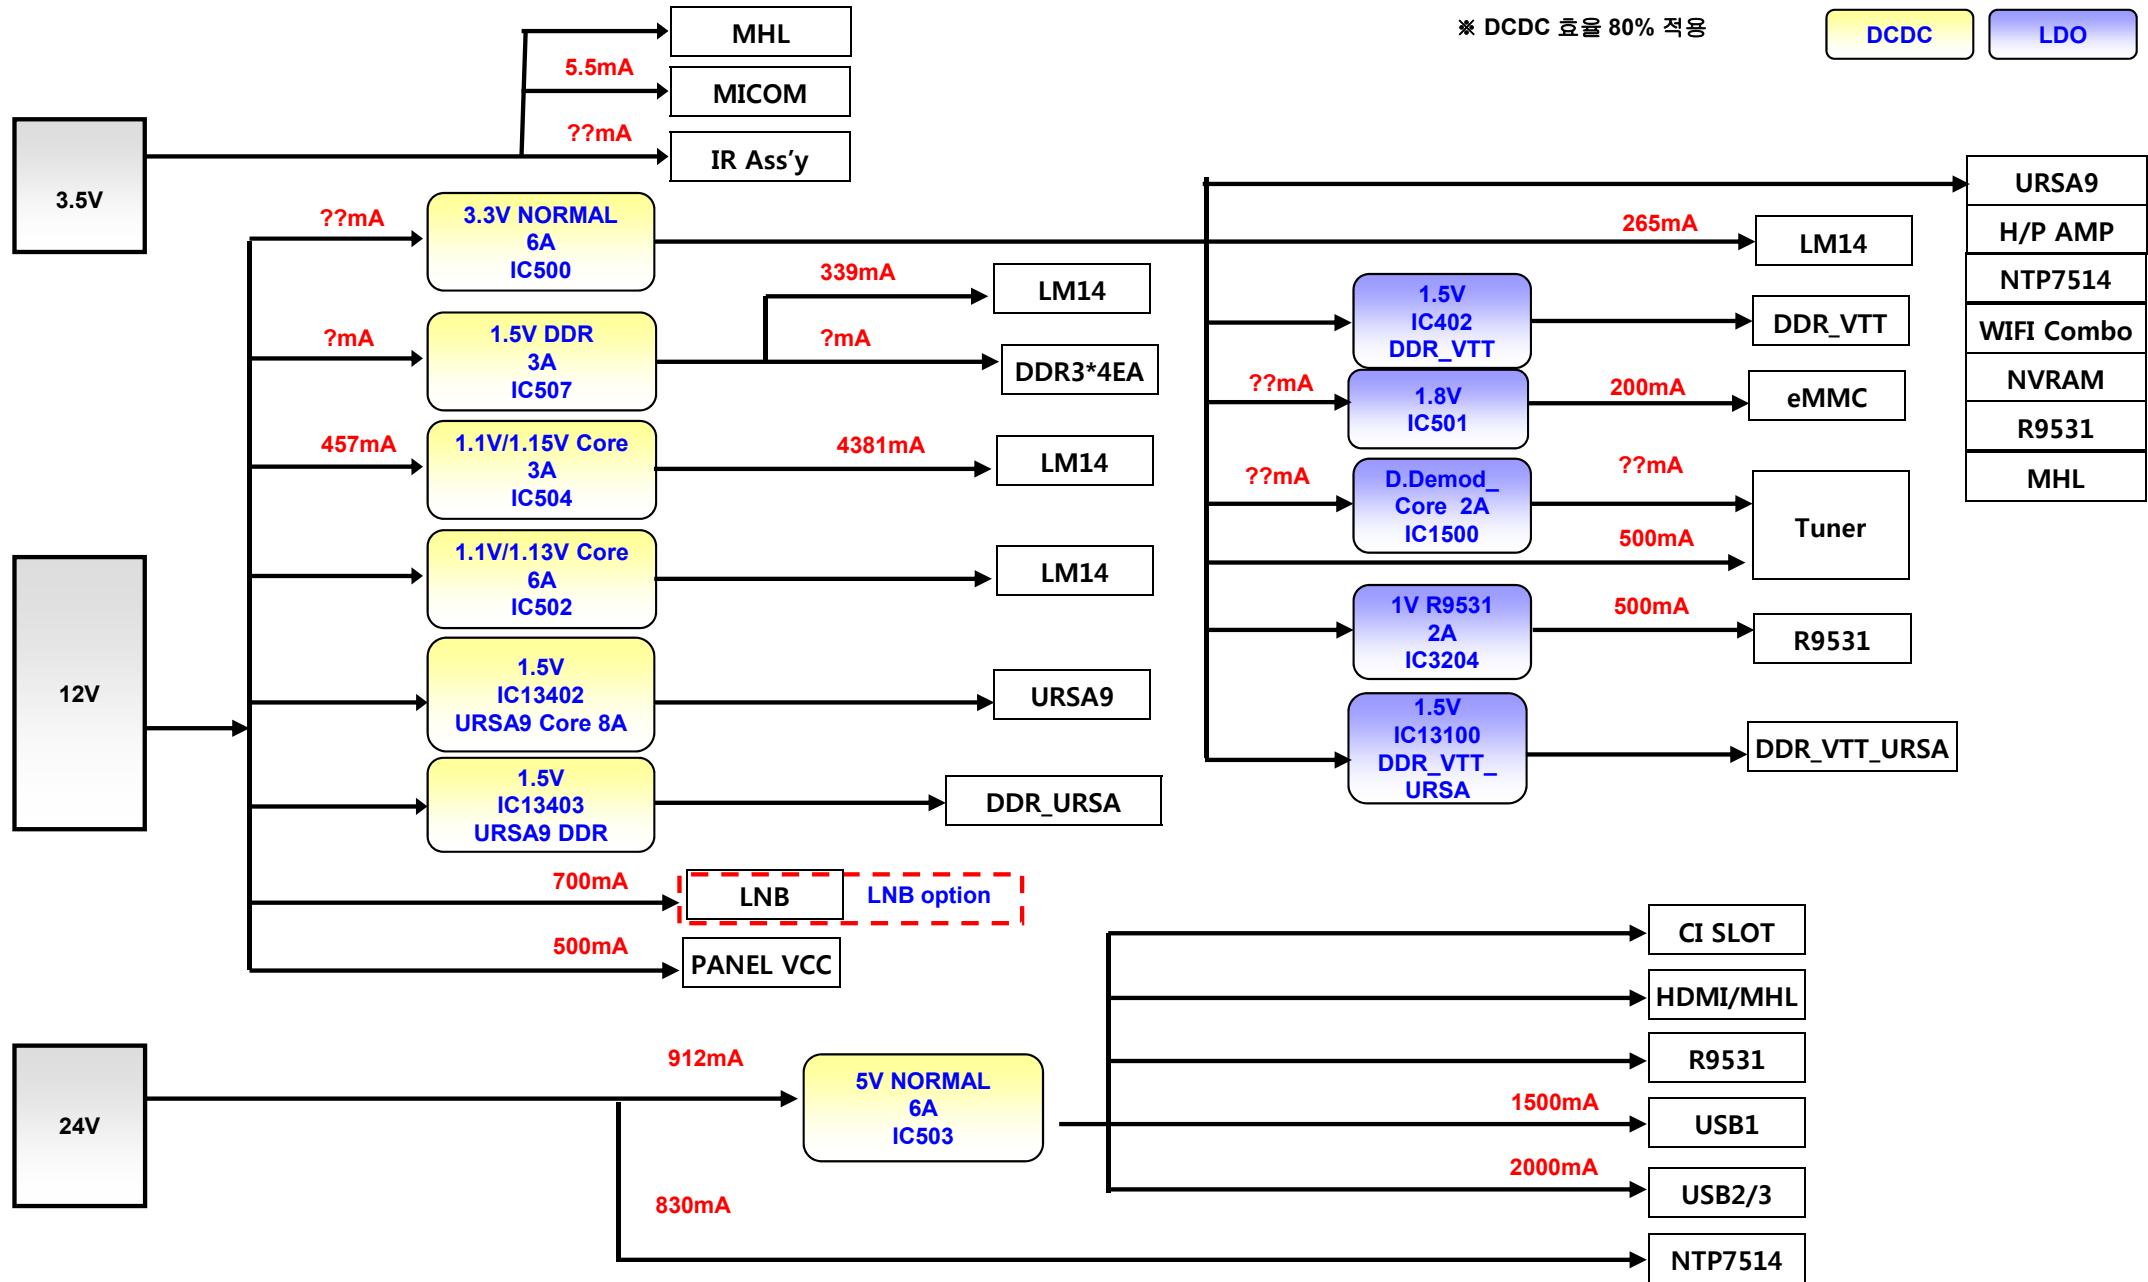 ※ DCDC 효율 80% 적용
DCDC
LDO
3.5V
MHL
5.5mA
MICOM
??mA
IR Ass’y
12V
??mA
3.3V NORMAL
6A
IC500
?mA
1.5V DDR
3A
IC507
339mA
LM14
?mA
DDR3*4EA
457mA
1.1V/1.15V Core
3A
IC504
4381mA
LM14
1.1V/1.13V Core
6A
IC502
LM14
1.5V
IC13402
URSA9 Core 8A
URSA9
1.5V
IC13403
URSA9 DDR
DDR_URSA
700mA
LNB
LNB option
500mA
PANEL VCC
URSA9
H/P AMP
NTP7514
WIFI Combo
NVRAM
R9531
MHL
265mA
LM14
1.5V
IC402
DDR_VTT
DDR_VTT
??mA
1.8V
IC501
200mA
eMMC
??mA
D.Demod_
Core 2A
IC1500
??mA
500mA
Tuner
1V R9531
2A
IC3204
500mA
R9531
1.5V
IC13100
DDR_VTT_
URSA
DDR_VTT_URSA
24V
912mA
5V NORMAL
6A
IC503
CI SLOT
HDMI/MHL
R9531
1500mA
USB1
2000mA
USB2/3
830mA
NTP7514